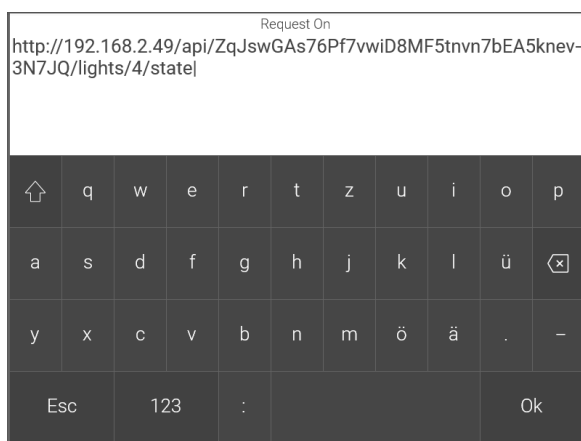 Request On
http://192.168.2.49/api/ZqJswGAs76Pf7vwiD8MF5tnvn7bEA5knev-
3N7JQ/lights/4/state
q w e r t z u i o p
a s d f g h j k l ü
y x c v b n m ö ä . -
Esc 123 : Ok